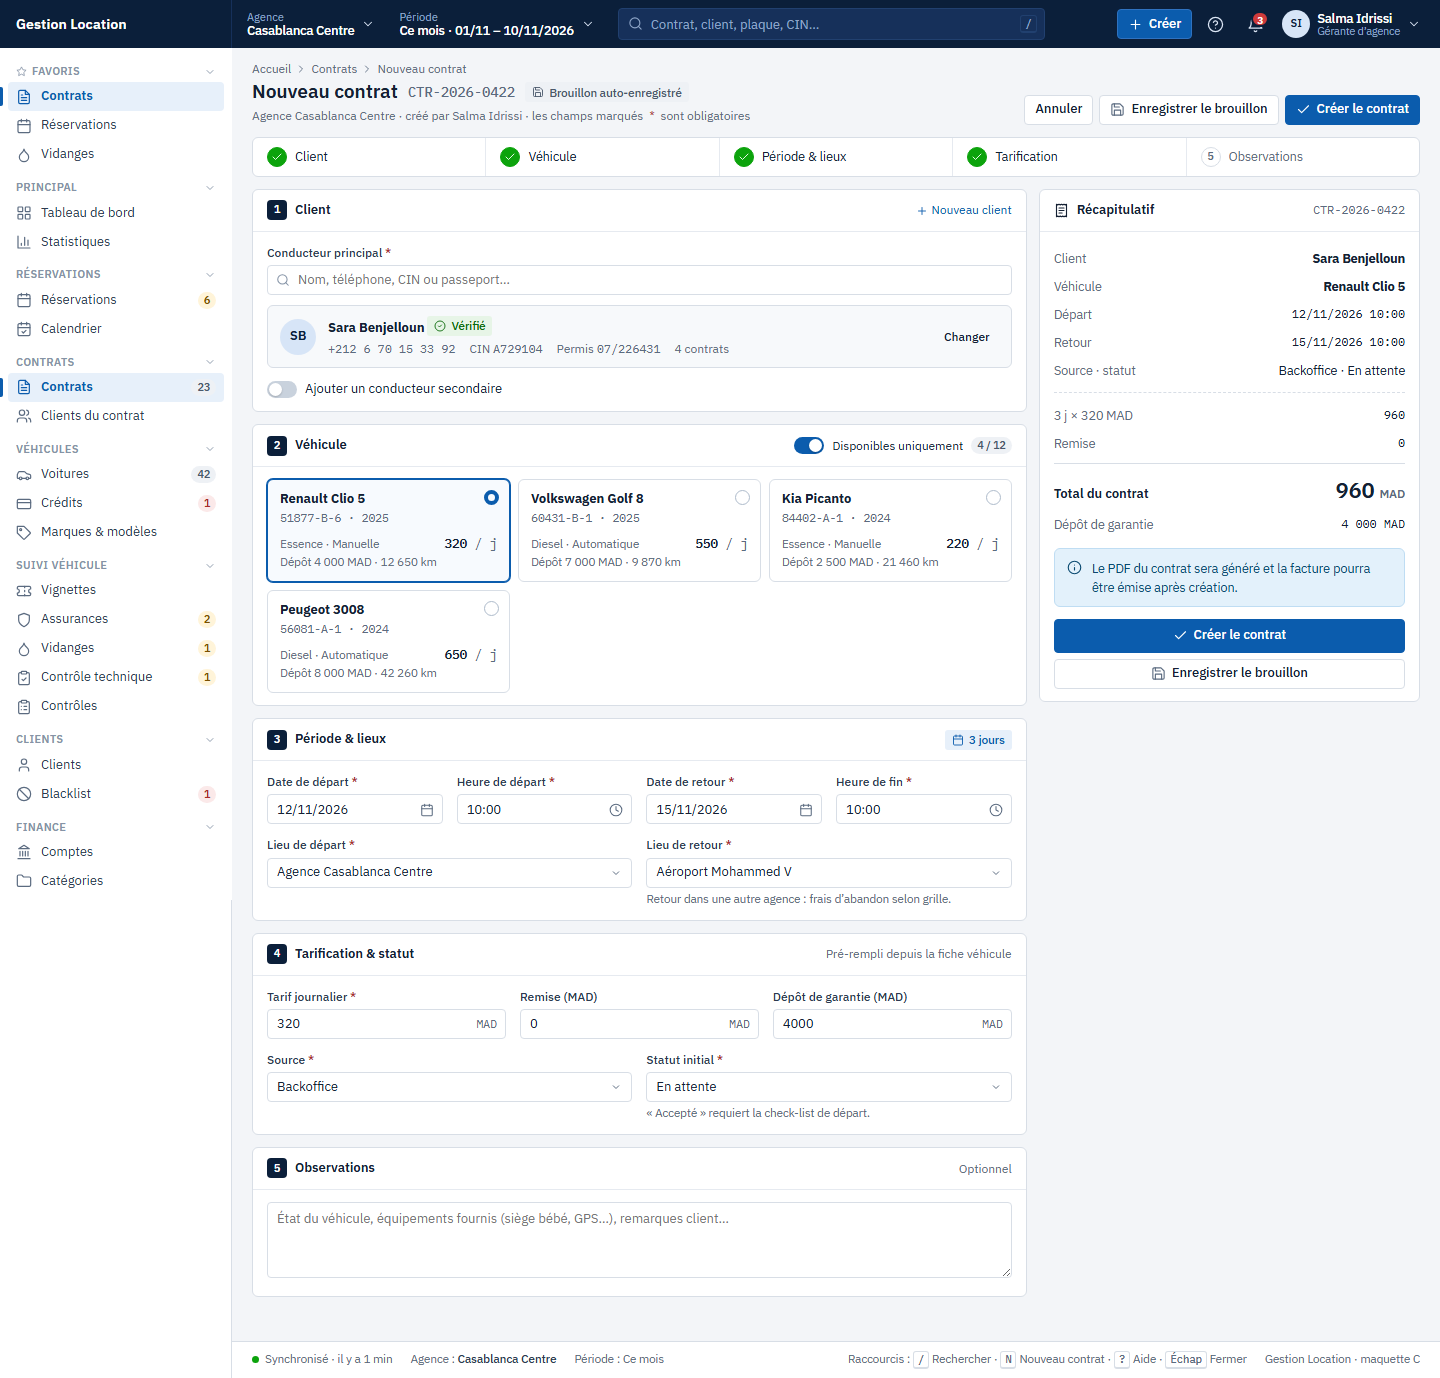 Gestion Location
Agence
Casablanca Centre
Période
Ce mois · 01/11 – 10/11/2026
Contrat, client, plaque, CIN…
/
Créer
3
SI
Salma Idrissi
Gérante d'agence
FAVORIS
Contrats
Réservations
Vidanges
PRINCIPAL
Tableau de bord
Statistiques
RÉSERVATIONS
Réservations 6
Calendrier
CONTRATS
Contrats 23
Clients du contrat
VÉHICULES
Voitures 42
Crédits 1
Marques & modèles
SUIVI VÉHICULE
Vignettes
Assurances 2
Vidanges 1
Contrôle technique 1
Contrôles
CLIENTS
Clients
Blacklist 1
FINANCE
Comptes
Catégories
Accueil > Contrats > Nouveau contrat
Nouveau contrat CTR-2026-0422 Brouillon auto-enregistré
Agence Casablanca Centre · créé par Salma Idrissi · les champs marqués * sont obligatoires
Annuler
Enregistrer le brouillon
Créer le contrat
Client
Véhicule
Période & lieux
Tarification
5 Observations
1 Client
Nouveau client
Conducteur principal *
Nom, téléphone, CIN ou passeport…
SB
Sara Benjelloun Vérifié
+212 6 70 15 33 92 CIN A729104 Permis 07/226431 4 contrats
Changer
Ajouter un conducteur secondaire
2 Véhicule
Disponibles uniquement 4 / 12
Renault Clio 5
51877-B-6 · 2025
Essence · Manuelle 320 / j
Dépôt 4 000 MAD · 12 650 km
Volkswagen Golf 8
60431-B-1 · 2025
Diesel · Automatique 550 / j
Dépôt 7 000 MAD · 9 870 km
Kia Picanto
84402-A-1 · 2024
Essence · Manuelle 220 / j
Dépôt 2 500 MAD · 21 460 km
Peugeot 3008
56081-A-1 · 2024
Diesel · Automatique 650 / j
Dépôt 8 000 MAD · 42 260 km
3 Période & lieux
3 jours
Date de départ * Heure de départ * Date de retour * Heure de fin *
12/11/2026 10:00 15/11/2026 10:00
Lieu de départ * Lieu de retour *
Agence Casablanca Centre Aéroport Mohammed V
Retour dans une autre agence : frais d'abandon selon grille.
4 Tarification & statut
Pré-rempli depuis la fiche véhicule
Tarif journalier * Remise (MAD) Dépôt de garantie (MAD)
320 MAD 0 MAD 4000 MAD
Source * Statut initial *
Backoffice En attente
« Accepté » requiert la check-list de départ.
5 Observations
Optionnel
État du véhicule, équipements fournis (siège bébé, GPS…), remarques client…
Récapitulatif CTR-2026-0422
Client Sara Benjelloun
Véhicule Renault Clio 5
Départ 12/11/2026 10:00
Retour 15/11/2026 10:00
Source · statut Backoffice · En attente
3 j × 320 MAD 960
Remise 0
Total du contrat 960 MAD
Dépôt de garantie 4 000 MAD
Le PDF du contrat sera généré et la facture pourra
être émise après création.
Créer le contrat
Enregistrer le brouillon
Synchronisé · il y a 1 min Agence : Casablanca Centre Période : Ce mois
Raccourcis : / Rechercher · N Nouveau contrat · ? Aide · Échap Fermer Gestion Location · maquette C